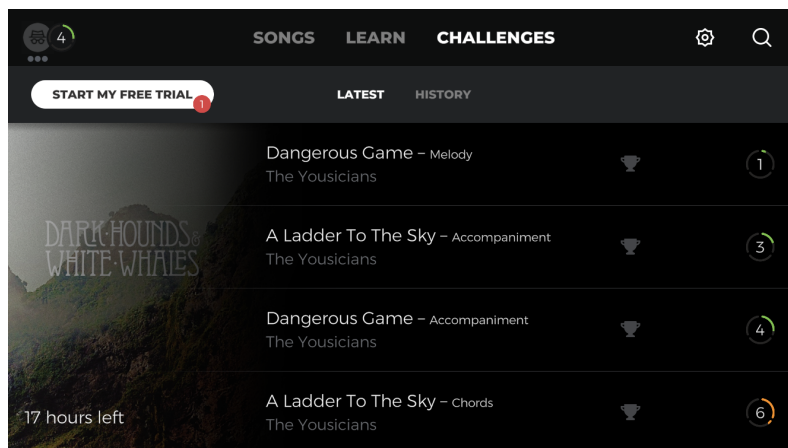 4
SONGS LEARN CHALLENGES
START MY FREE TRIAL 1
LATEST HISTORY
Dangerous Game – Melody
The Yousicians
1
DARK HOUNDS &
WHITE WHALES
A Ladder To The Sky – Accompaniment
The Yousicians
3
Dangerous Game – Accompaniment
The Yousicians
4
17 hours left
A Ladder To The Sky – Chords
The Yousicians
6